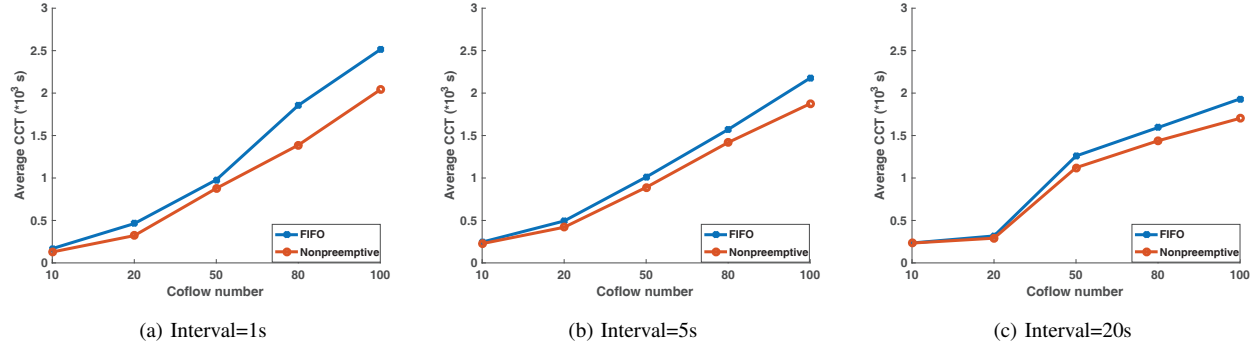 Average CCT (*10³ s)
3
2.5
2
1.5
1
0.5
0
10 20 50 80 100
Coflow number
FIFO
Nonpreemptive
(a) Interval=1s
Average CCT (*10³ s)
3
2.5
2
1.5
1
0.5
0
10 20 50 80 100
Coflow number
FIFO
Nonpreemptive
(b) Interval=5s
Average CCT (*10³ s)
3
2.5
2
1.5
1
0.5
0
10 20 50 80 100
Coflow number
FIFO
Nonpreemptive
(c) Interval=20s